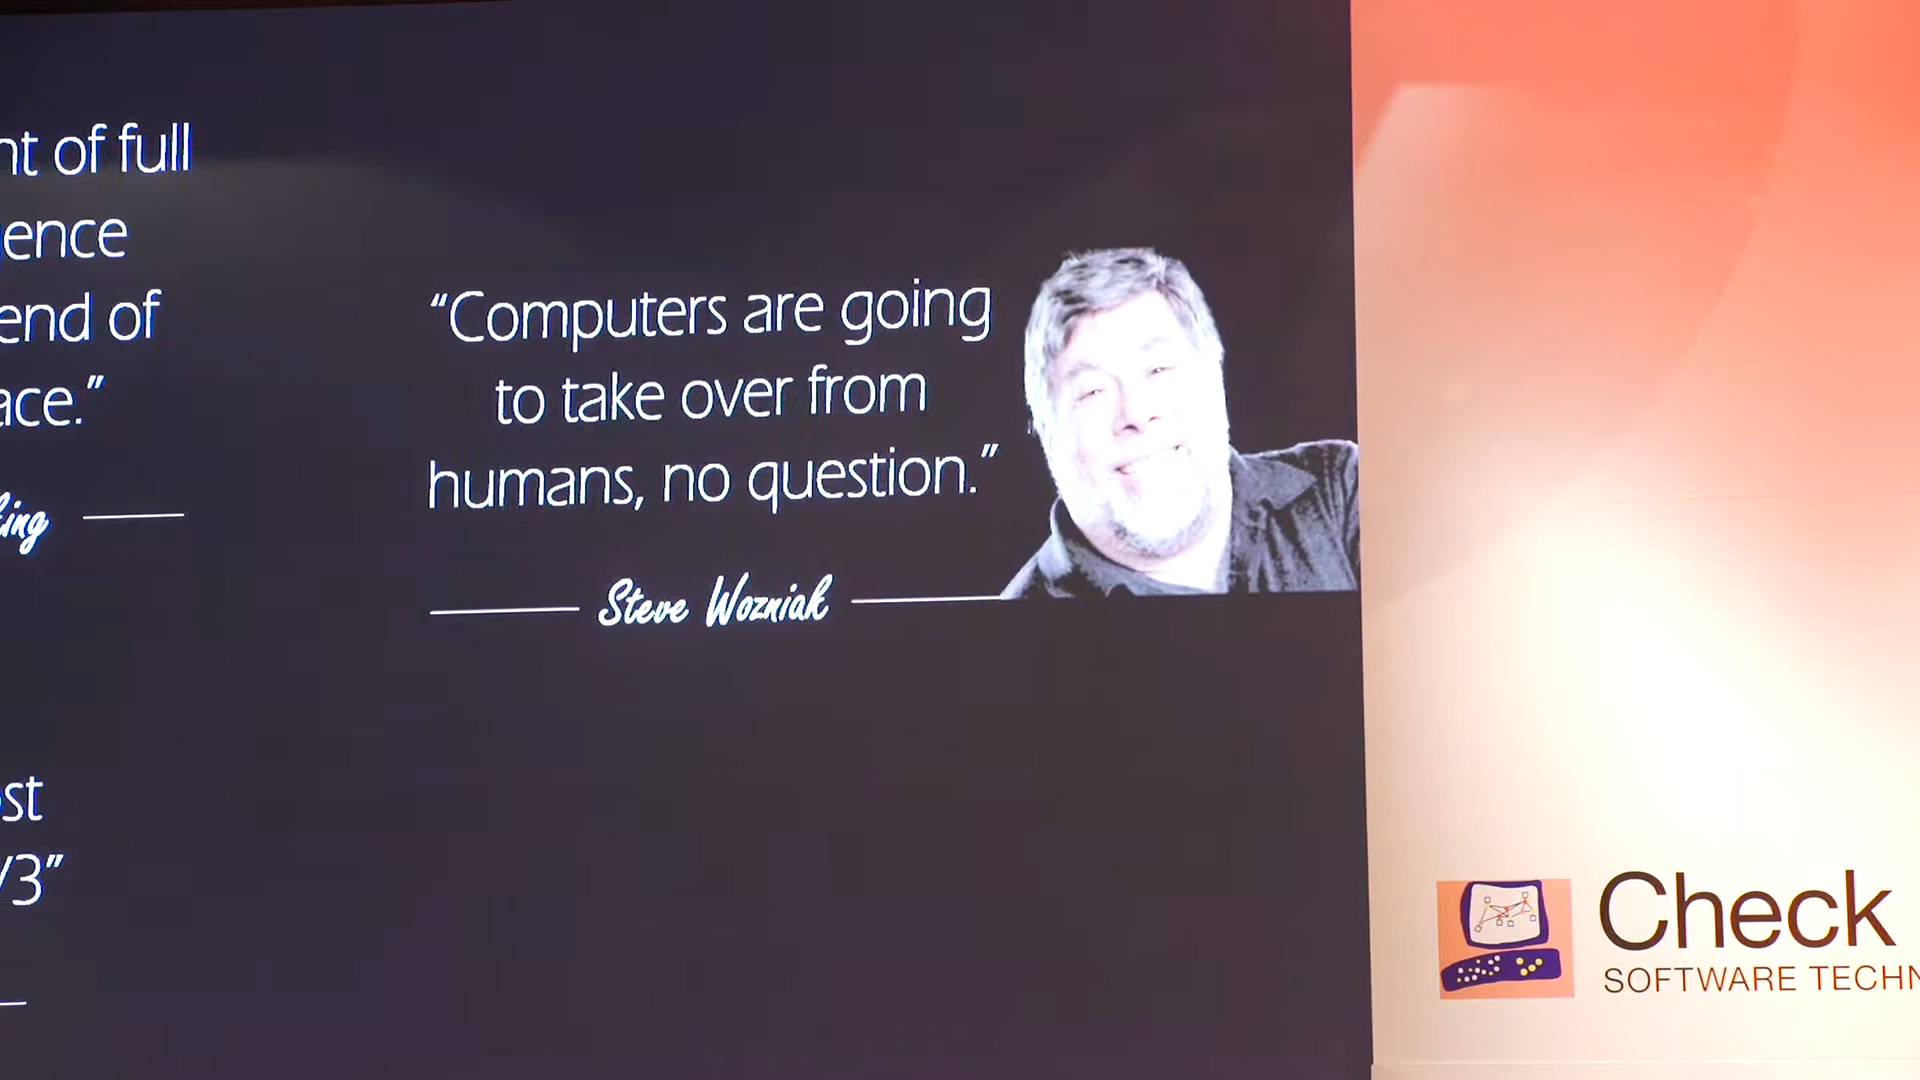 nt of full
ence
end of
ace.”
king
“Computers are going
to take over from
humans, no question.”
Steve Wozniak
st
/3”
Check
SOFTWARE TECHN